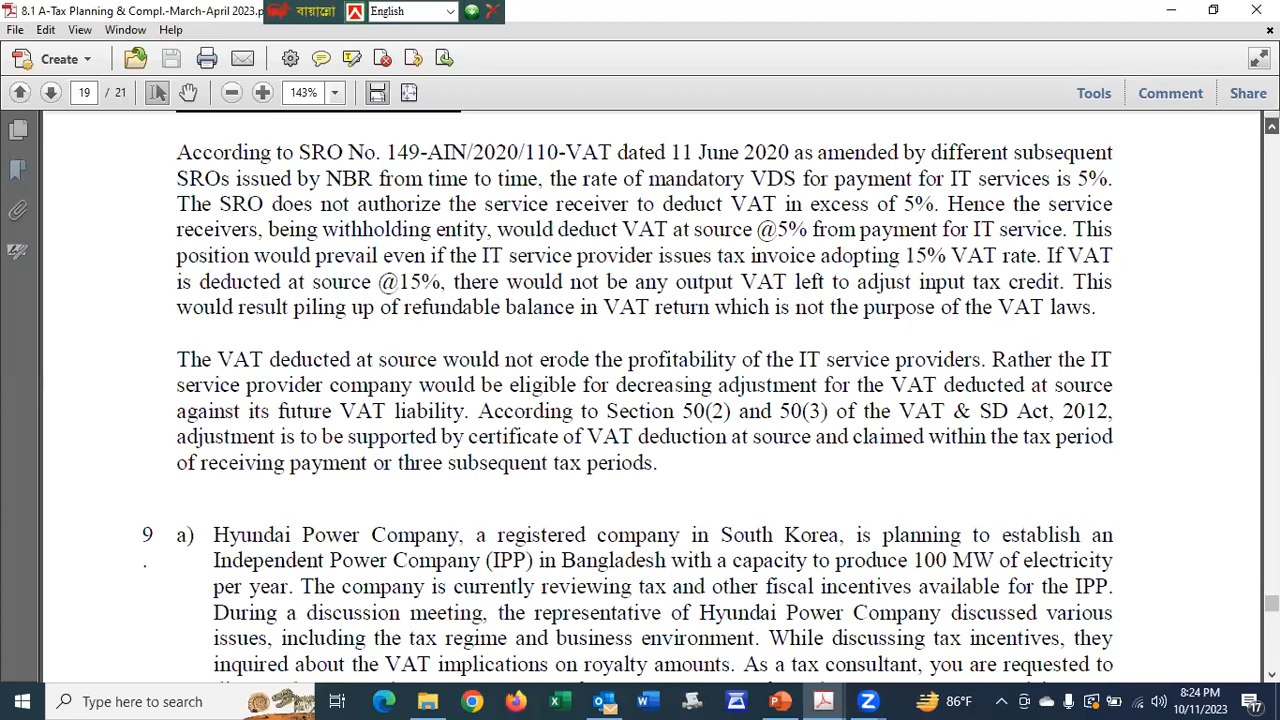 8.1 A-Tax Planning & Compl.-March-April 2023.p
বায়ান্নো
English
File Edit View Window Help
Create
19 / 21
143%
Tools Comment Share
According to SRO No. 149-AIN/2020/110-VAT dated 11 June 2020 as amended by different subsequent
SROs issued by NBR from time to time, the rate of mandatory VDS for payment for IT services is 5%.
The SRO does not authorize the service receiver to deduct VAT in excess of 5%. Hence the service
receivers, being withholding entity, would deduct VAT at source @5% from payment for IT service. This
position would prevail even if the IT service provider issues tax invoice adopting 15% VAT rate. If VAT
is deducted at source @15%, there would not be any output VAT left to adjust input tax credit. This
would result piling up of refundable balance in VAT return which is not the purpose of the VAT laws.
The VAT deducted at source would not erode the profitability of the IT service providers. Rather the IT
service provider company would be eligible for decreasing adjustment for the VAT deducted at source
against its future VAT liability. According to Section 50(2) and 50(3) of the VAT & SD Act, 2012,
adjustment is to be supported by certificate of VAT deduction at source and claimed within the tax period
of receiving payment or three subsequent tax periods.
9 a) Hyundai Power Company, a registered company in South Korea, is planning to establish an
. Independent Power Company (IPP) in Bangladesh with a capacity to produce 100 MW of electricity
per year. The company is currently reviewing tax and other fiscal incentives available for the IPP.
During a discussion meeting, the representative of Hyundai Power Company discussed various
issues, including the tax regime and business environment. While discussing tax incentives, they
inquired about the VAT implications on royalty amounts. As a tax consultant, you are requested to
Type here to search
86°F
8:24 PM
10/11/2023
17